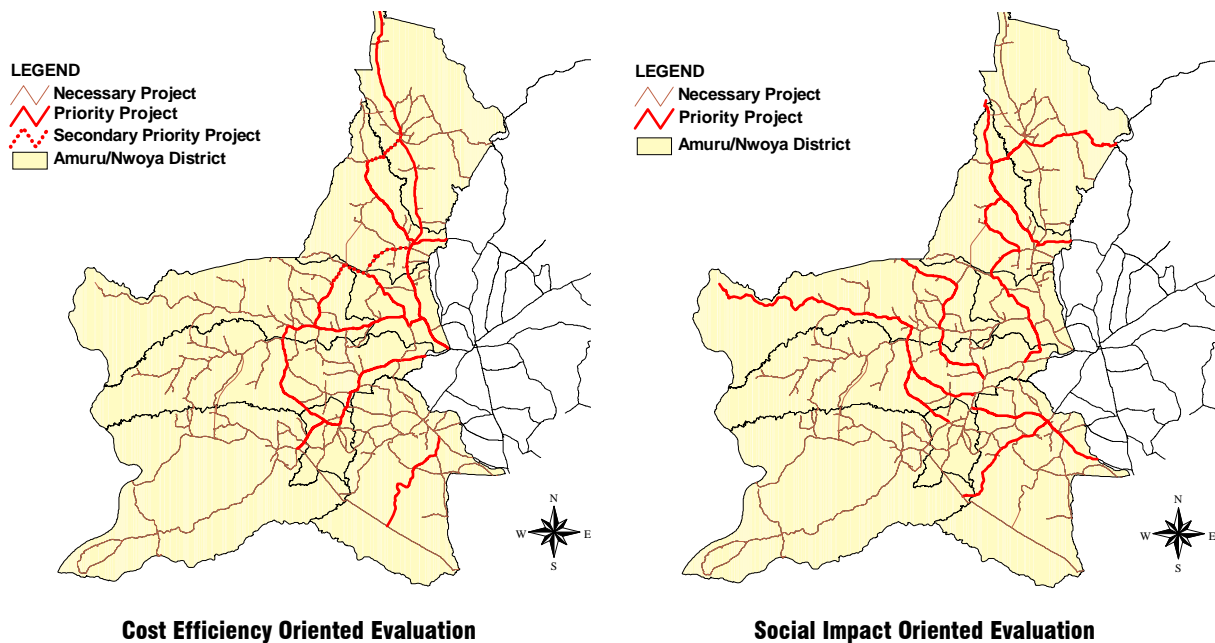 LEGEND
Necessary Project
Priority Project
Secondary Priority Project
Amuru/Nwoya District
N
W E
S
Cost Efficiency Oriented Evaluation
LEGEND
Necessary Project
Priority Project
Amuru/Nwoya District
N
W E
S
Social Impact Oriented Evaluation